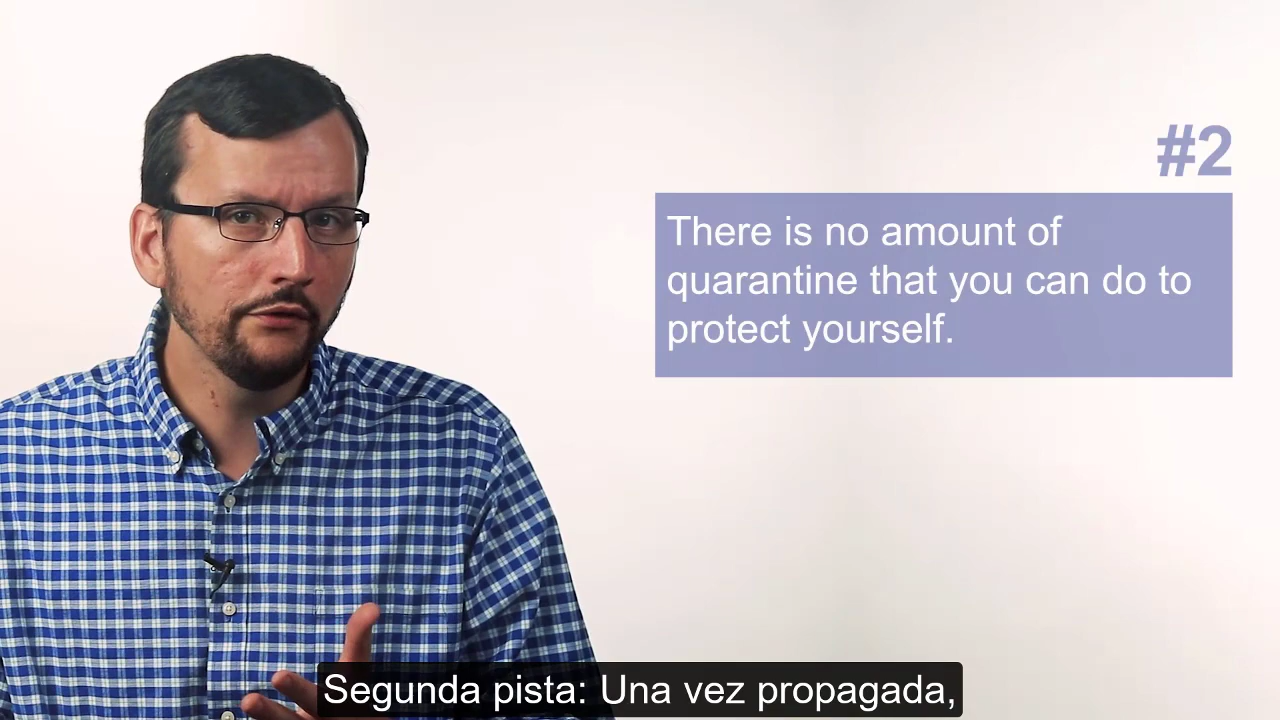 #2
There is no amount of
quarantine that you can do to
protect yourself.
Segunda pista: Una vez propagada,